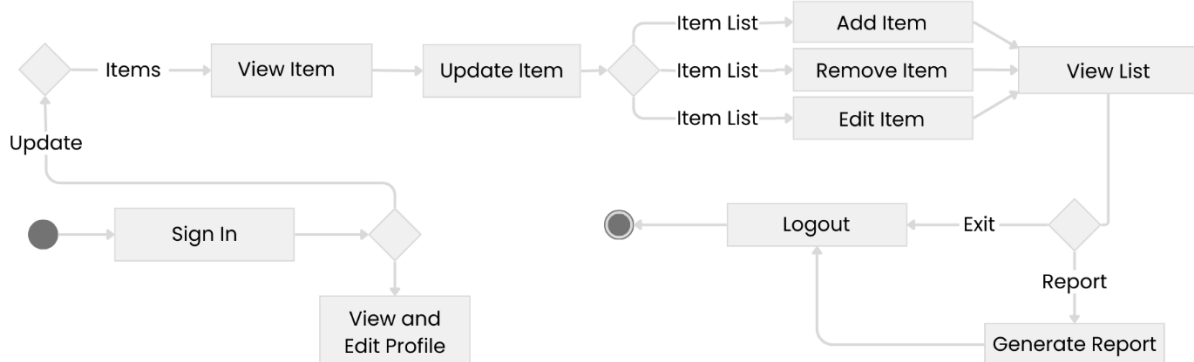 Item List
Add Item
Items
View Item
Update Item
Item List
Remove Item
View List
Item List
Edit Item
Update
Sign In
Logout
Exit
Report
View and
Edit Profile
Generate Report